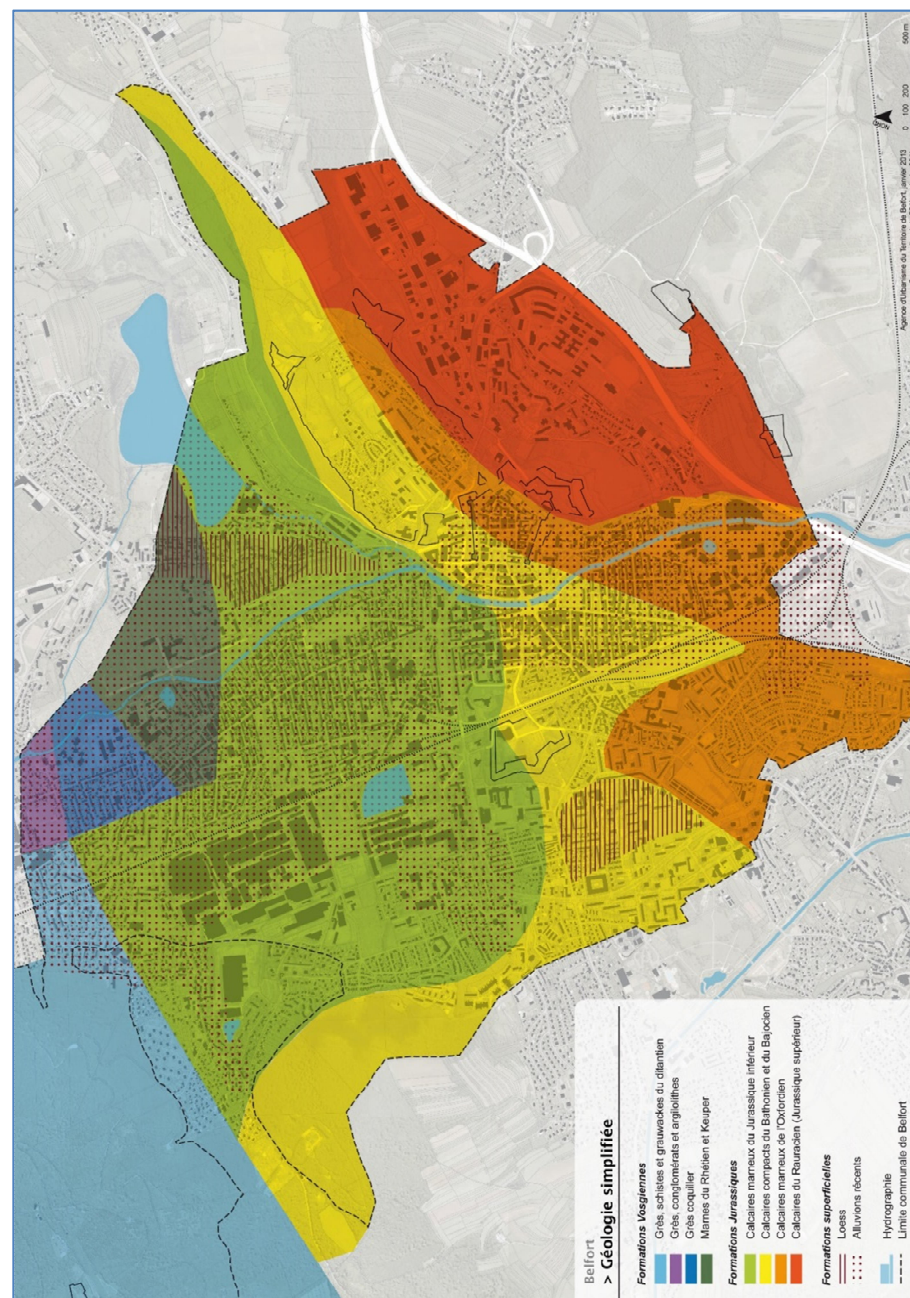 Belfort
> Géologie simplifiée
Formations Vosgiennes
Grès, schistes et grauwackes du ditantien
Grès, conglomérats et argilolithes
Grès coquiller
Marnes du Rhétien et Keuper
Formations Jurassiques
Calcaires marneux du Jurassique inférieur
Calcaires compacts du Bathonien et du Bajocien
Calcaires marneux de l'Oxfordien
Calcaires du Rauracien (Jurassique supérieur)
Formations superficielles
Loess
Alluvions récents
Hydrographie
Limite communale de Belfort
NORD
0 100 200 500 m
Agence d'Urbanisme du Territoire de Belfort, janvier 2013